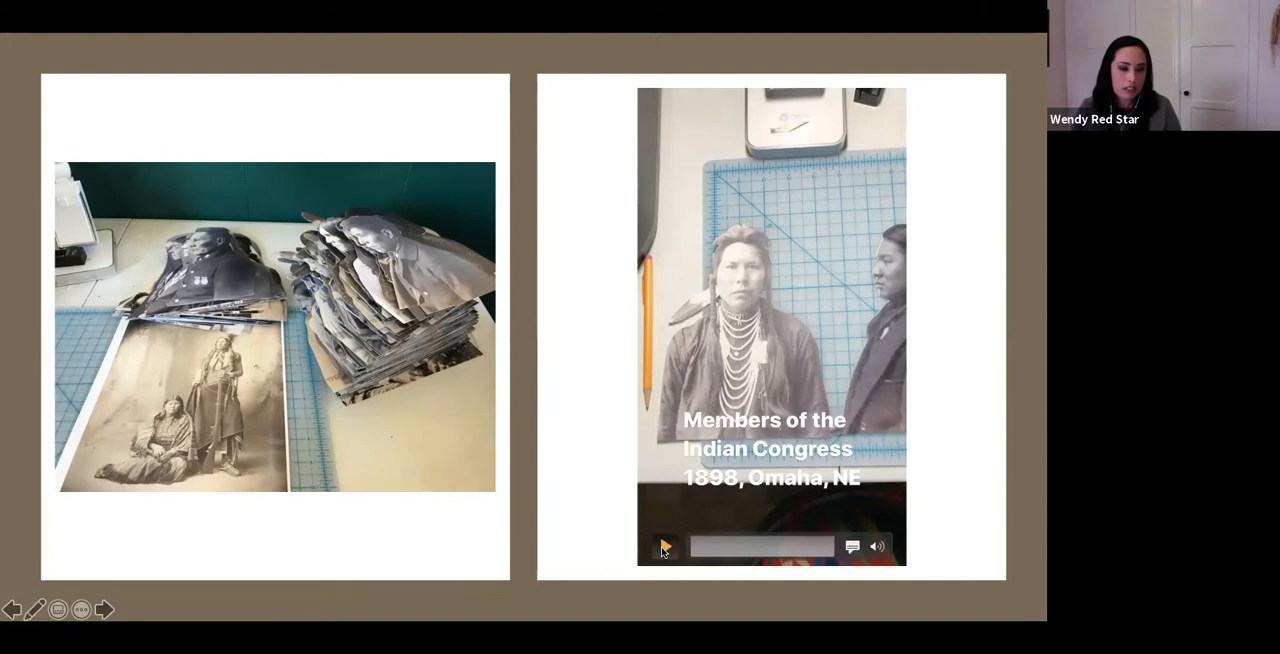 Wendy Red Star
Members of the
Indian Congress
1898, Omaha, NE